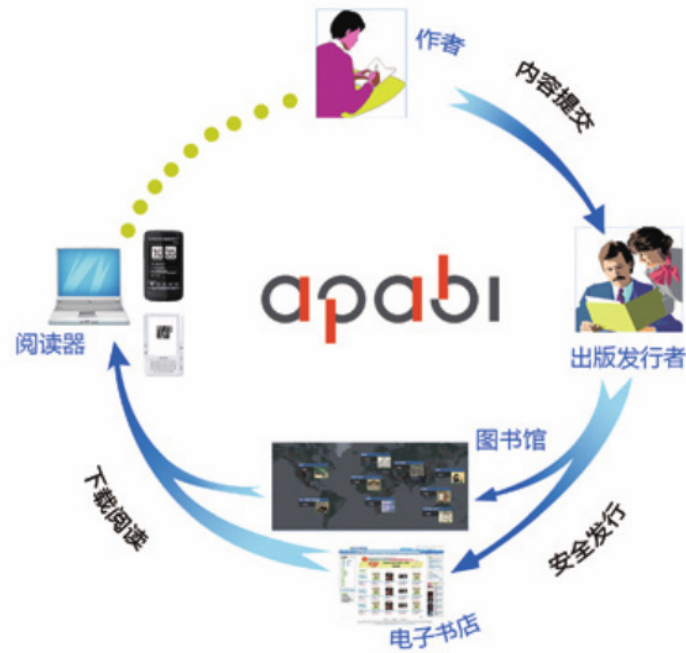 作者
内容提交
apabi
阅读器
出版发行者
图书馆
下载阅读
安全发行
电子书店